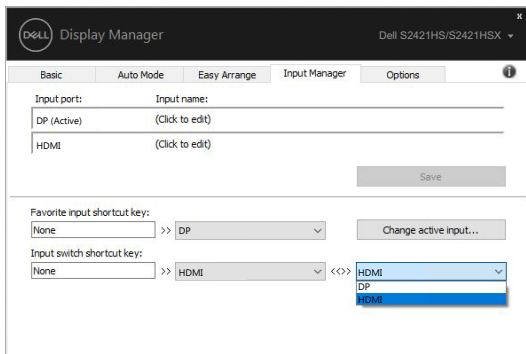 x
DELL Display Manager Dell S2421HS/S2421HSX
Basic Auto Mode Easy Arrange Input Manager Options i
Input port: Input name:
DP (Active) (Click to edit)
HDMI (Click to edit)
Save
Favorite input shortcut key:
None >> DP Change active input...
Input switch shortcut key:
None >> HDMI <<>> HDMI
DP
HDMI